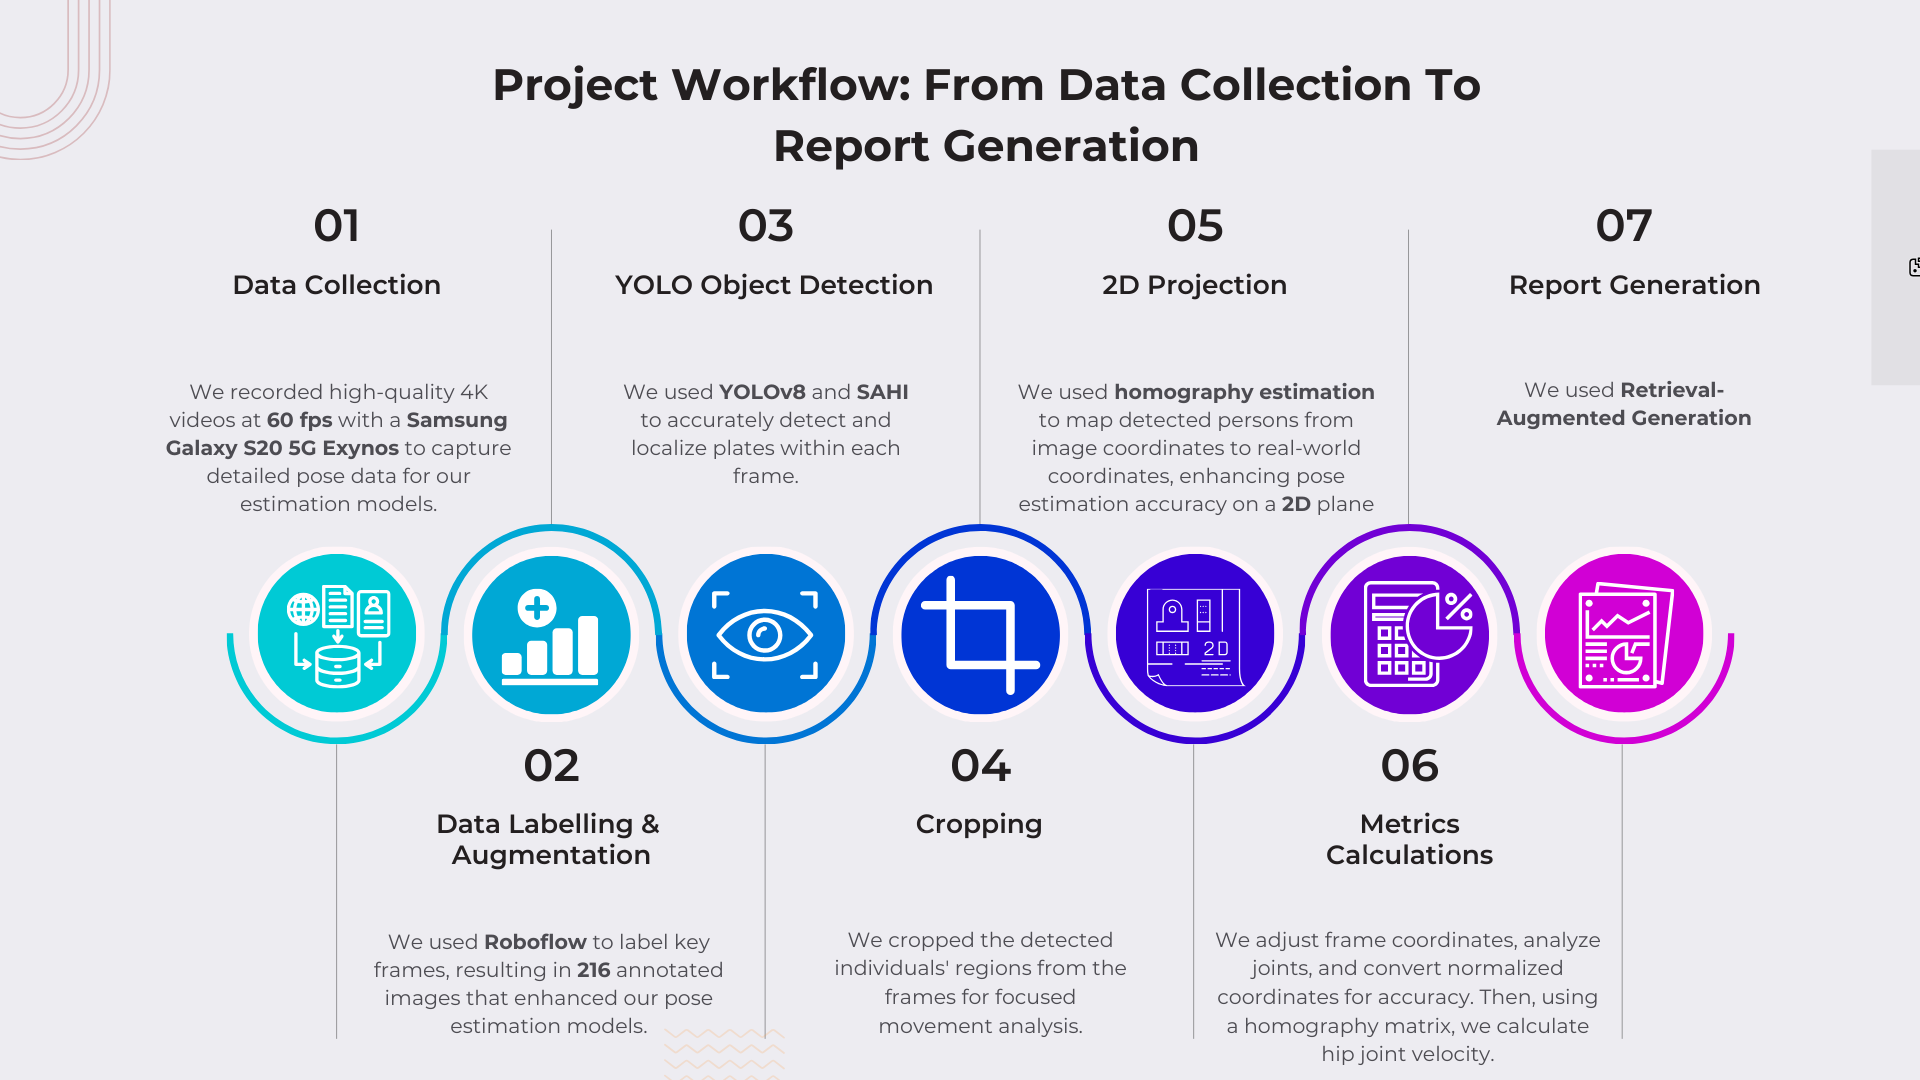 Project Workflow: From Data Collection To
Report Generation
01
Data Collection
We recorded high-quality 4K
videos at 60 fps with a Samsung
Galaxy S20 5G Exynos to capture
detailed pose data for our
estimation models.
02
Data Labelling &
Augmentation
We used Roboflow to label key
frames, resulting in 216 annotated
images that enhanced our pose
estimation models.
03
YOLO Object Detection
We used YOLOv8 and SAHI
to accurately detect and
localize plates within each
frame.
04
Cropping
We cropped the detected
individuals' regions from the
frames for focused
movement analysis.
05
2D Projection
We used homography estimation
to map detected persons from
image coordinates to real-world
coordinates, enhancing pose
estimation accuracy on a 2D plane
2D
06
Metrics
Calculations
We adjust frame coordinates, analyze
joints, and convert normalized
coordinates for accuracy. Then, using
a homography matrix, we calculate
hip joint velocity.
%
07
Report Generation
We used Retrieval-
Augmented Generation